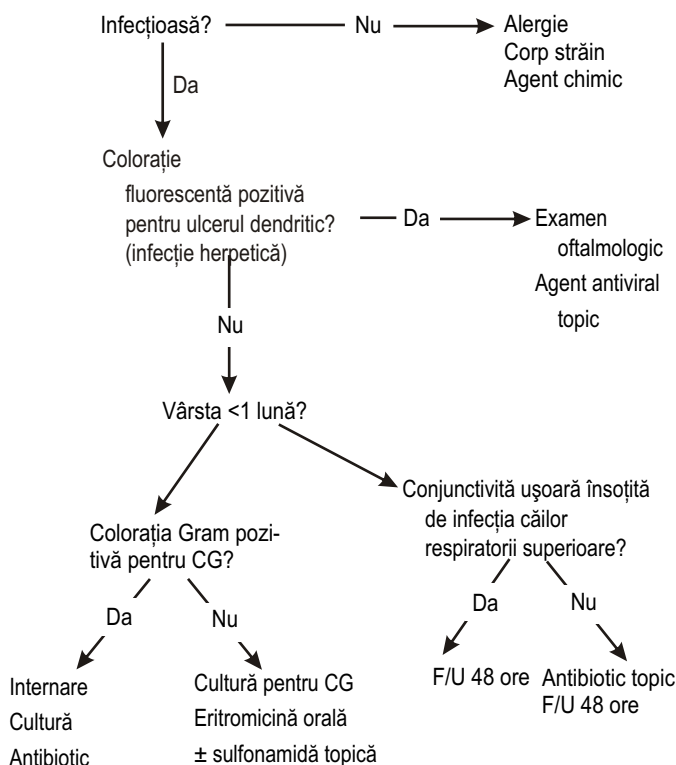 Infecțioasă?
Nu
Alergie
Corp străin
Agent chimic
Da
Colorație
fluorescentă pozitivă
pentru ulcerul dendritic?
(infecție herpetică)
Da
Examen
oftalmologic
Agent antiviral
topic
Nu
Vârsta <1 lună?
Colorația Gram pozi-
tivă pentru CG?
Conjunctivită ușoară însoțită
de infecția căilor
respiratorii superioare?
Da
Nu
Da
Nu
Internare
Cultură
Antibiotic
Cultură pentru CG
Eritromicină orală
± sulfonamidă topică
F/U 48 ore
Antibiotic topic
F/U 48 ore